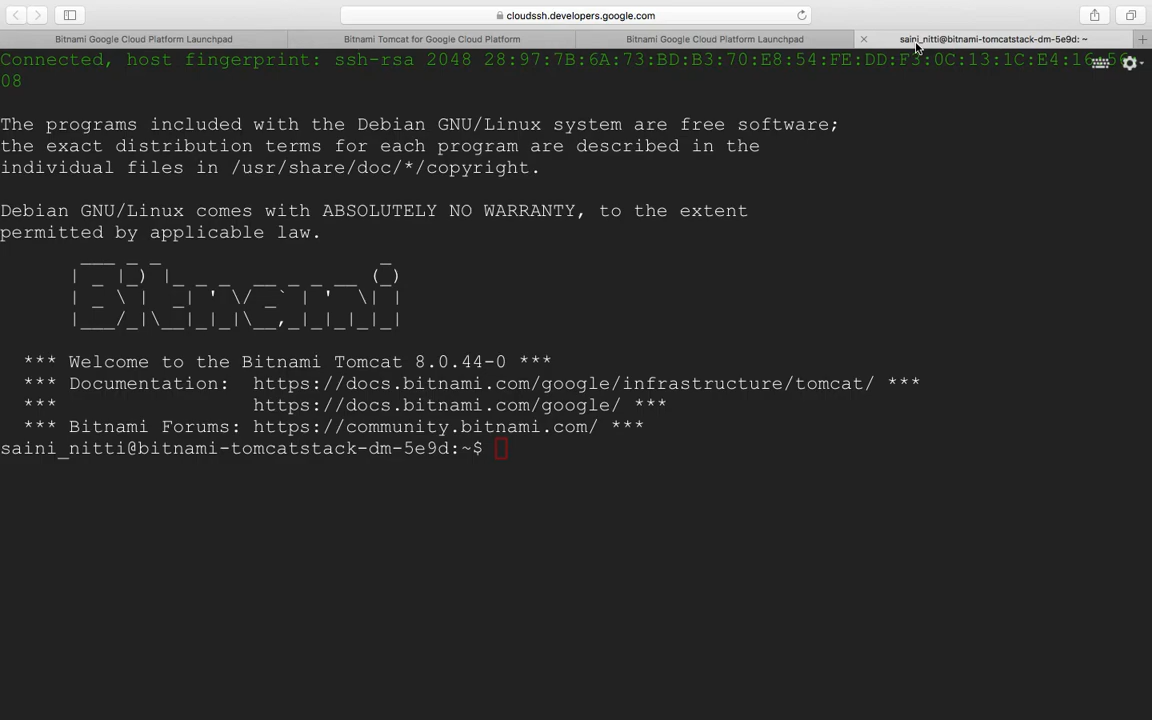 cloudssh.developers.google.com
Bitnami Google Cloud Platform Launchpad
Bitnami Tomcat for Google Cloud Platform
Bitnami Google Cloud Platform Launchpad
saini_nitti@bitnami-tomcatstack-dm-5e9d: ~
Connected, host fingerprint: ssh-rsa 2048 28:97:7B:6A:73:BD:B3:70:E8:54:FE:DD:F3:0C:13:1C:E4:16:
08
The programs included with the Debian GNU/Linux system are free software;
the exact distribution terms for each program are described in the
individual files in /usr/share/doc/*/copyright.
Debian GNU/Linux comes with ABSOLUTELY NO WARRANTY, to the extent
permitted by applicable law.
Bitnami
*** Welcome to the Bitnami Tomcat 8.0.44-0 ***
*** Documentation: https://docs.bitnami.com/google/infrastructure/tomcat/ ***
*** https://docs.bitnami.com/google/ ***
*** Bitnami Forums: https://community.bitnami.com/ ***
saini_nitti@bitnami-tomcatstack-dm-5e9d:~$